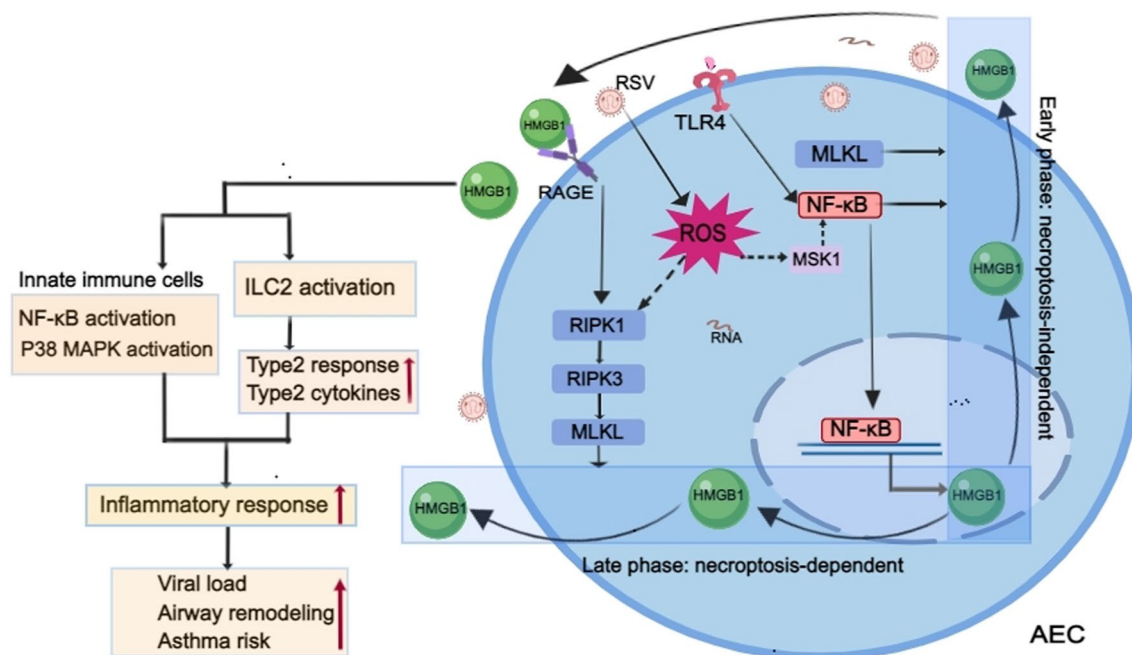 HMGB1
RSV
TLR4
HMGB1
HMGB1
RAGE
HMGB1
MLKL
NF-κB
ROS
MSK1
Innate immune cells
NF-κB activation
P38 MAPK activation
ILC2 activation
Type2 response
Type2 cytokines
RIPK1
RNA
RIPK3
MLKL
HMGB1
Early phase: necroptosis-independent
NF-κB
Inflammatory response
HMGB1
HMGB1
HMGB1
Late phase: necroptosis-dependent
Viral load
Airway remodeling
Asthma risk
AEC